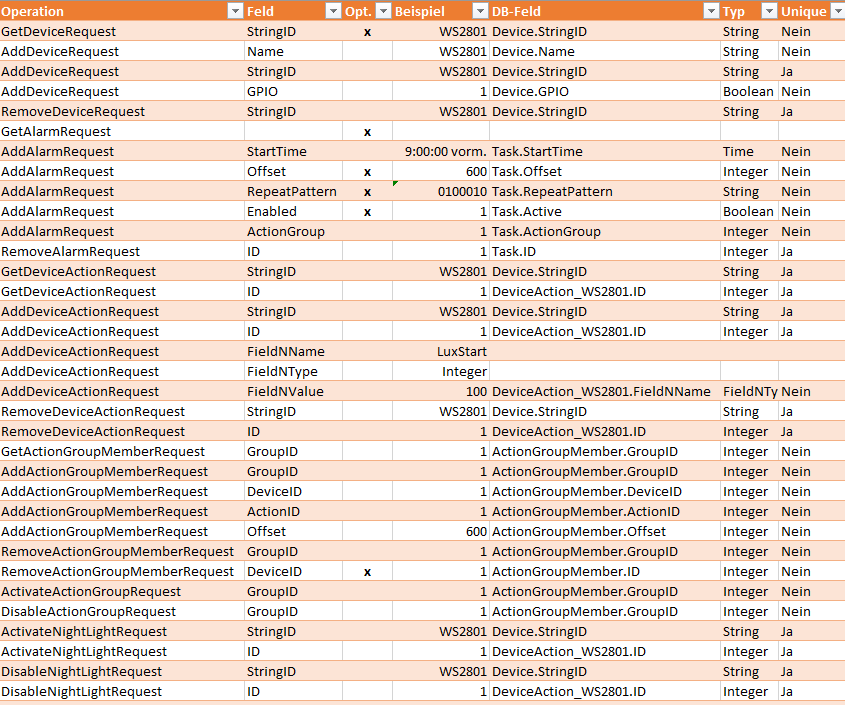 Operation Feld Opt. Beispiel DB-Feld Typ Unique
GetDeviceRequest StringID x WS2801 Device.StringID String Nein
AddDeviceRequest Name WS2801 Device.Name String Nein
AddDeviceRequest StringID WS2801 Device.StringID String Ja
AddDeviceRequest GPIO 1 Device.GPIO Boolean Nein
RemoveDeviceRequest StringID WS2801 Device.StringID String Ja
GetAlarmRequest x
AddAlarmRequest StartTime 9:00:00 vorm. Task.StartTime Time Nein
AddAlarmRequest Offset x 600 Task.Offset Integer Nein
AddAlarmRequest RepeatPattern x 0100010 Task.RepeatPattern String Nein
AddAlarmRequest Enabled x 1 Task.Active Boolean Nein
AddAlarmRequest ActionGroup 1 Task.ActionGroup Integer Nein
RemoveAlarmRequest ID 1 Task.ID Integer Ja
GetDeviceActionRequest StringID WS2801 Device.StringID String Ja
GetDeviceActionRequest ID 1 DeviceAction_WS2801.ID Integer Ja
AddDeviceActionRequest StringID WS2801 Device.StringID String Ja
AddDeviceActionRequest ID 1 DeviceAction_WS2801.ID Integer Ja
AddDeviceActionRequest FieldNName LuxStart
AddDeviceActionRequest FieldNType Integer
AddDeviceActionRequest FieldNValue 100 DeviceAction_WS2801.FieldNName FieldNTy Nein
RemoveDeviceActionRequest StringID WS2801 Device.StringID String Ja
RemoveDeviceActionRequest ID 1 DeviceAction_WS2801.ID Integer Ja
GetActionGroupMemberRequest GroupID 1 ActionGroupMember.GroupID Integer Nein
AddActionGroupMemberRequest GroupID 1 ActionGroupMember.GroupID Integer Nein
AddActionGroupMemberRequest DeviceID 1 ActionGroupMember.DeviceID Integer Nein
AddActionGroupMemberRequest ActionID 1 ActionGroupMember.ActionID Integer Nein
AddActionGroupMemberRequest Offset 600 ActionGroupMember.Offset Integer Nein
RemoveActionGroupMemberRequest GroupID 1 ActionGroupMember.GroupID Integer Nein
RemoveActionGroupMemberRequest DeviceID x 1 ActionGroupMember.ID Integer Nein
ActivateActionGroupRequest GroupID 1 ActionGroupMember.GroupID Integer Nein
DisableActionGroupRequest GroupID 1 ActionGroupMember.GroupID Integer Nein
ActivateNightLightRequest StringID WS2801 Device.StringID String Ja
ActivateNightLightRequest ID 1 DeviceAction_WS2801.ID Integer Ja
DisableNightLightRequest StringID WS2801 Device.StringID String Ja
DisableNightLightRequest ID 1 DeviceAction_WS2801.ID Integer Ja